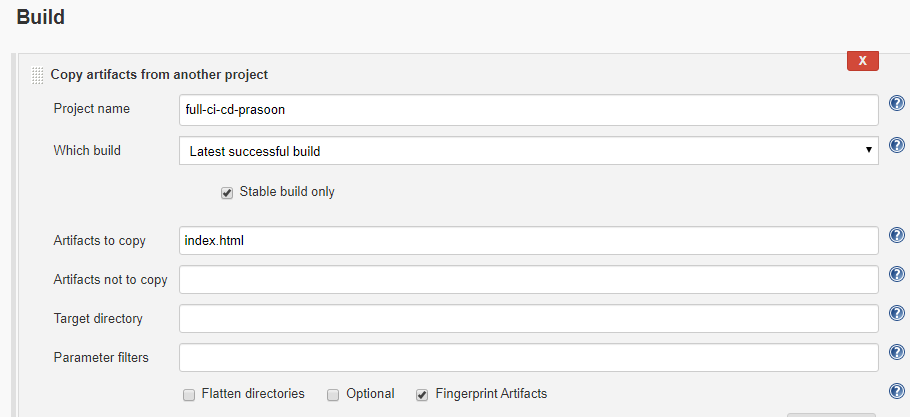 Build
Copy artifacts from another project
X
Project name full-ci-cd-prasoon ?
Which build Latest successful build ?
Stable build only
Artifacts to copy index.html ?
Artifacts not to copy ?
Target directory ?
Parameter filters ?
Flatten directories Optional Fingerprint Artifacts ?